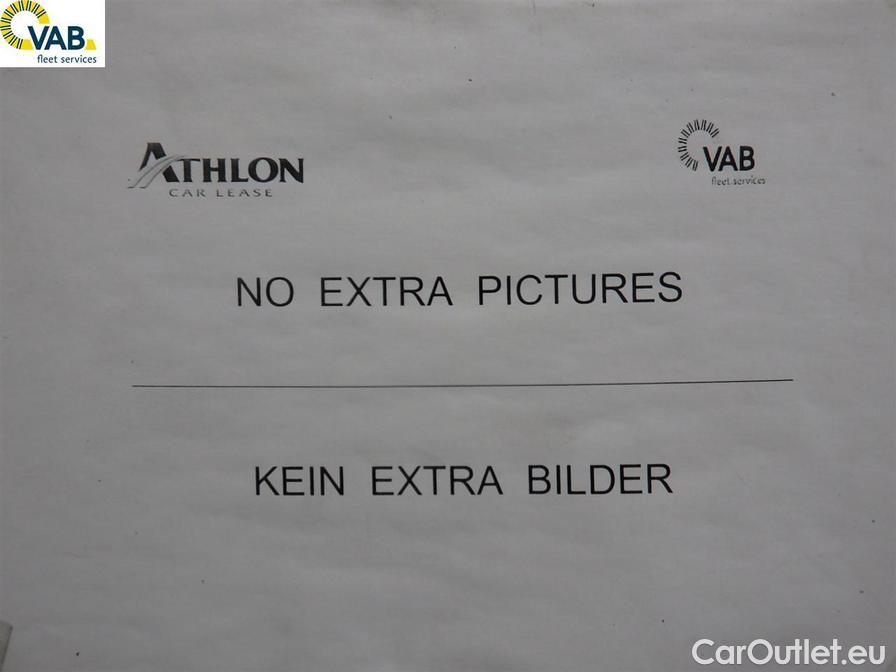 VAB
fleet services
ATHLON
CAR LEASE
VAB
fleet services
NO EXTRA PICTURES
KEIN EXTRA BILDER
CarOutlet.eu